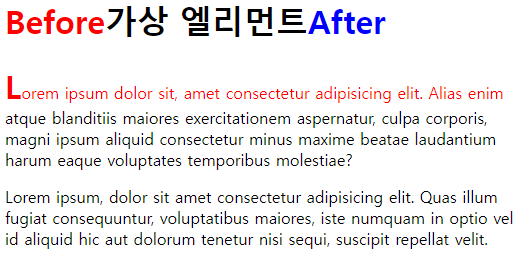 Before가상 엘리먼트After
Lorem ipsum dolor sit, amet consectetur adipisicing elit. Alias enim
atque blanditiis maiores exercitationem aspernatur, culpa corporis,
magni ipsum aliquid consectetur minus maxime beatae laudantium
harum eaque voluptates temporibus molestiae?
Lorem ipsum, dolor sit amet consectetur adipisicing elit. Quas illum
fugiat consequuntur, voluptatibus maiores, iste numquam in optio vel
id aliquid hic aut dolorum tenetur nisi sequi, suscipit repellat velit.